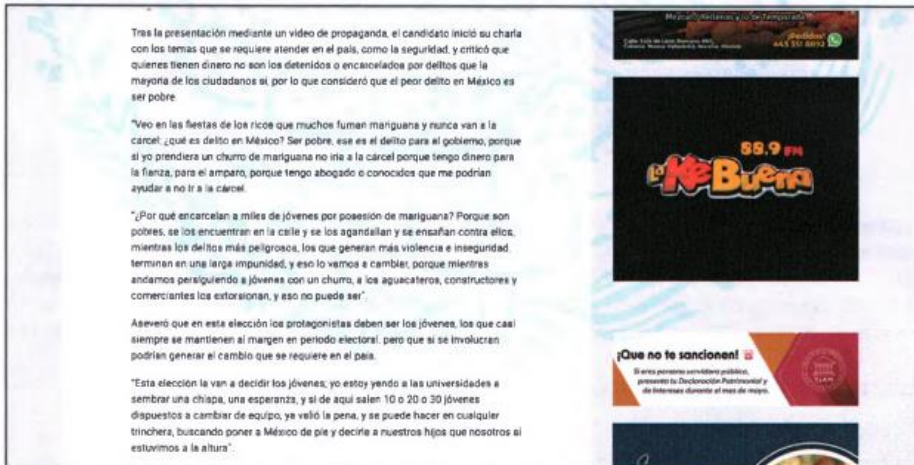 Tras la presentación mediante un video de propaganda, el candidato inició su charla
con los temas que se requiere atender en el país, como la seguridad, y criticó que
quienes tienen dinero no son los detenidos o encarcelados por delitos que la
mayoría de los ciudadanos sí, por lo que consideró que el peor delito en México es
ser pobre
"Veo en las fiestas de los ricos que muchos fuman mariguana y nunca van a la
cárcel, ¿qué es delito en México? Ser pobre, ese es el delito para el gobierno, porque
si yo prendiera un churro de mariguana no iría a la cárcel porque tengo dinero para
la fianza, para el amparo, porque tengo abogado o conocidos que me podrían
ayudar a no ir a la cárcel.
"¿Por qué encarcelan a miles de jóvenes por posesión de mariguana? Porque son
pobres, se los encuentran en la calle y se los agandallan y se ensañan contra ellos,
mientras los delitos más peligrosos, los que generan más violencia e inseguridad,
terminan en una larga impunidad, y eso lo vamos a cambiar, porque mientras
andamos persiguiendo a jóvenes con un churro, a los aguacateros, constructores y
comerciantes los extorsionan, y eso no puede ser".
Aseveró que en esta elección los protagonistas deben ser los jóvenes, los que casi
siempre se mantienen al margen en periodo electoral, pero que si se involucran
podrían generar el cambio que se requiere en el país.
"Esta elección la van a decidir los jóvenes, yo estoy yendo a las universidades a
sembrar una chispa, una esperanza, y si de aquí salen 10 o 20 o 30 jóvenes
dispuestos a cambiar de equipo, ya valió la pena, y se puede hacer en cualquier
trinchera, buscando poner a México de pie y decirle a nuestros hijos que nosotros sí
estuvimos a la altura".
¡Pedidos!
443 351 8092
88.9 FM
La Ke Buena
¡Que no te sancionen!
Si eres persona servidora pública,
presenta tu Declaración Patrimonial y
de Intereses durante el mes de mayo.